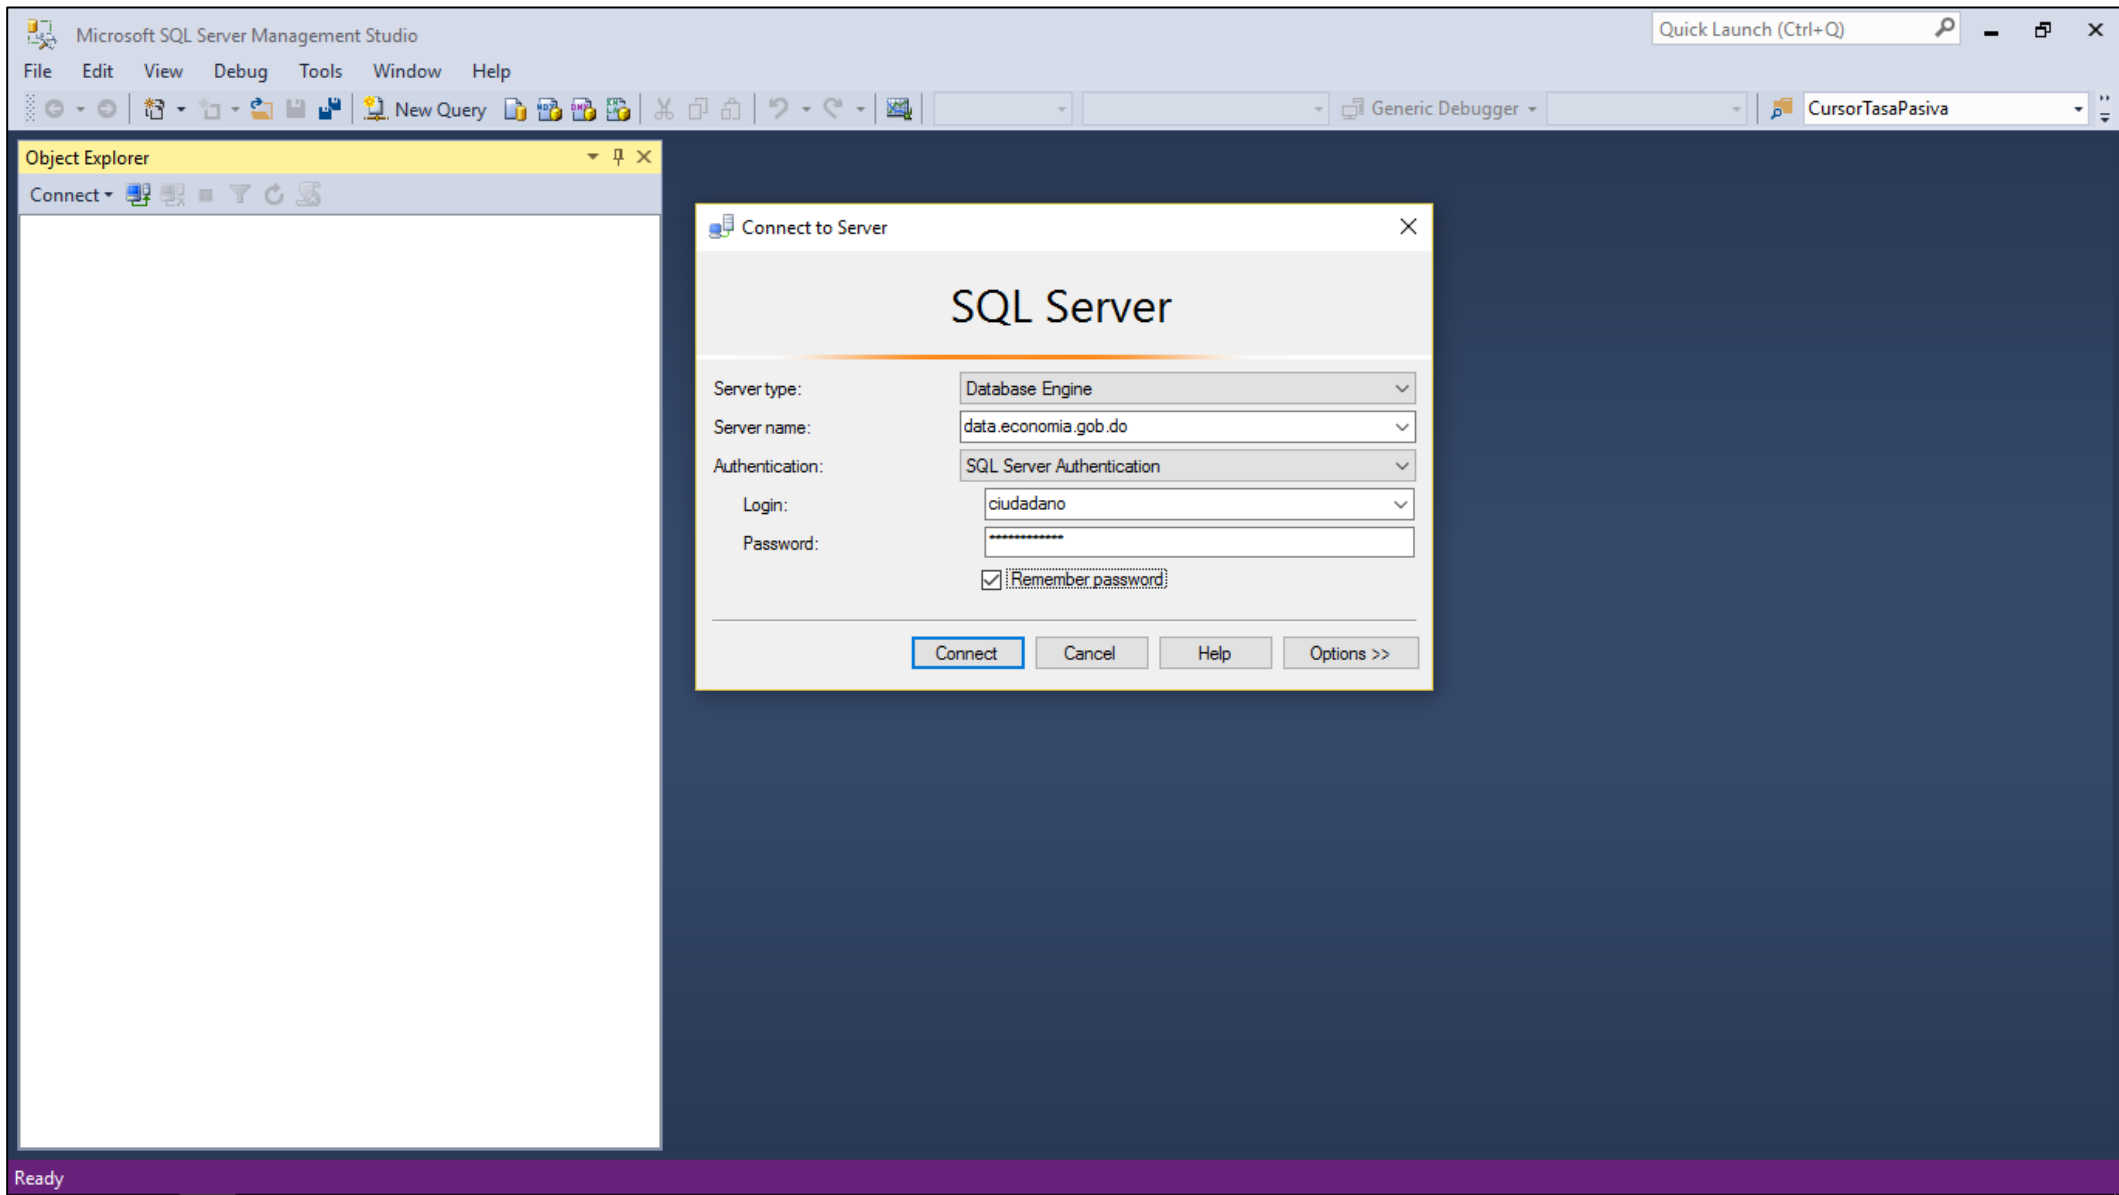 Microsoft SQL Server Management Studio
Quick Launch (Ctrl+Q)
File Edit View Debug Tools Window Help
New Query
Generic Debugger
CursorTasaPasiva
Object Explorer
Connect
Connect to Server
SQL Server
Server type: Database Engine
Server name: data.economia.gob.do
Authentication: SQL Server Authentication
Login: ciudadano
Password: ************
Remember password
Connect Cancel Help Options >>
Ready